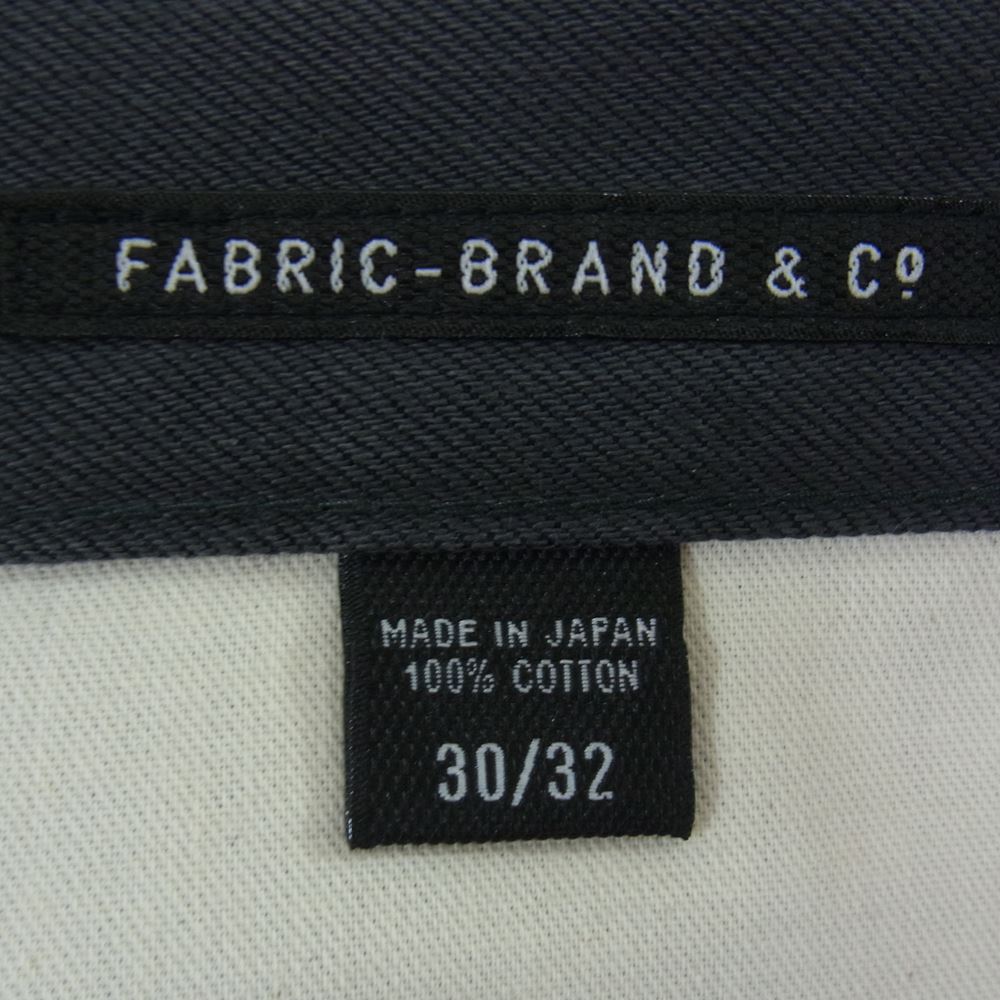 FABRIC-BRAND & Cº
MADE IN JAPAN
100% COTTON
30/32